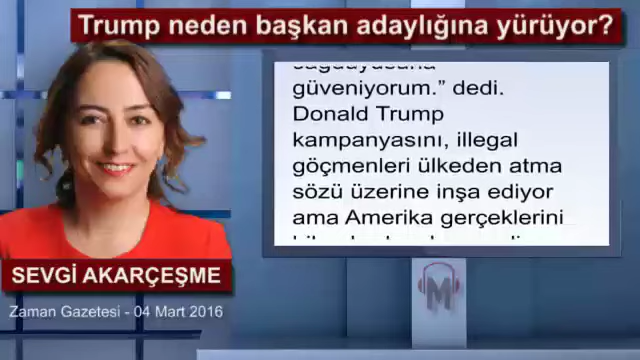 Trump neden başkan adaylığına yürüyor?
güveniyorum.” dedi.
Donald Trump
kampanyasını, illegal
göçmenleri ülkeden atma
sözü üzerine inşa ediyor
ama Amerika gerçeklerini
SEVGİ AKARÇEŞME
Zaman Gazetesi - 04 Mart 2016
M